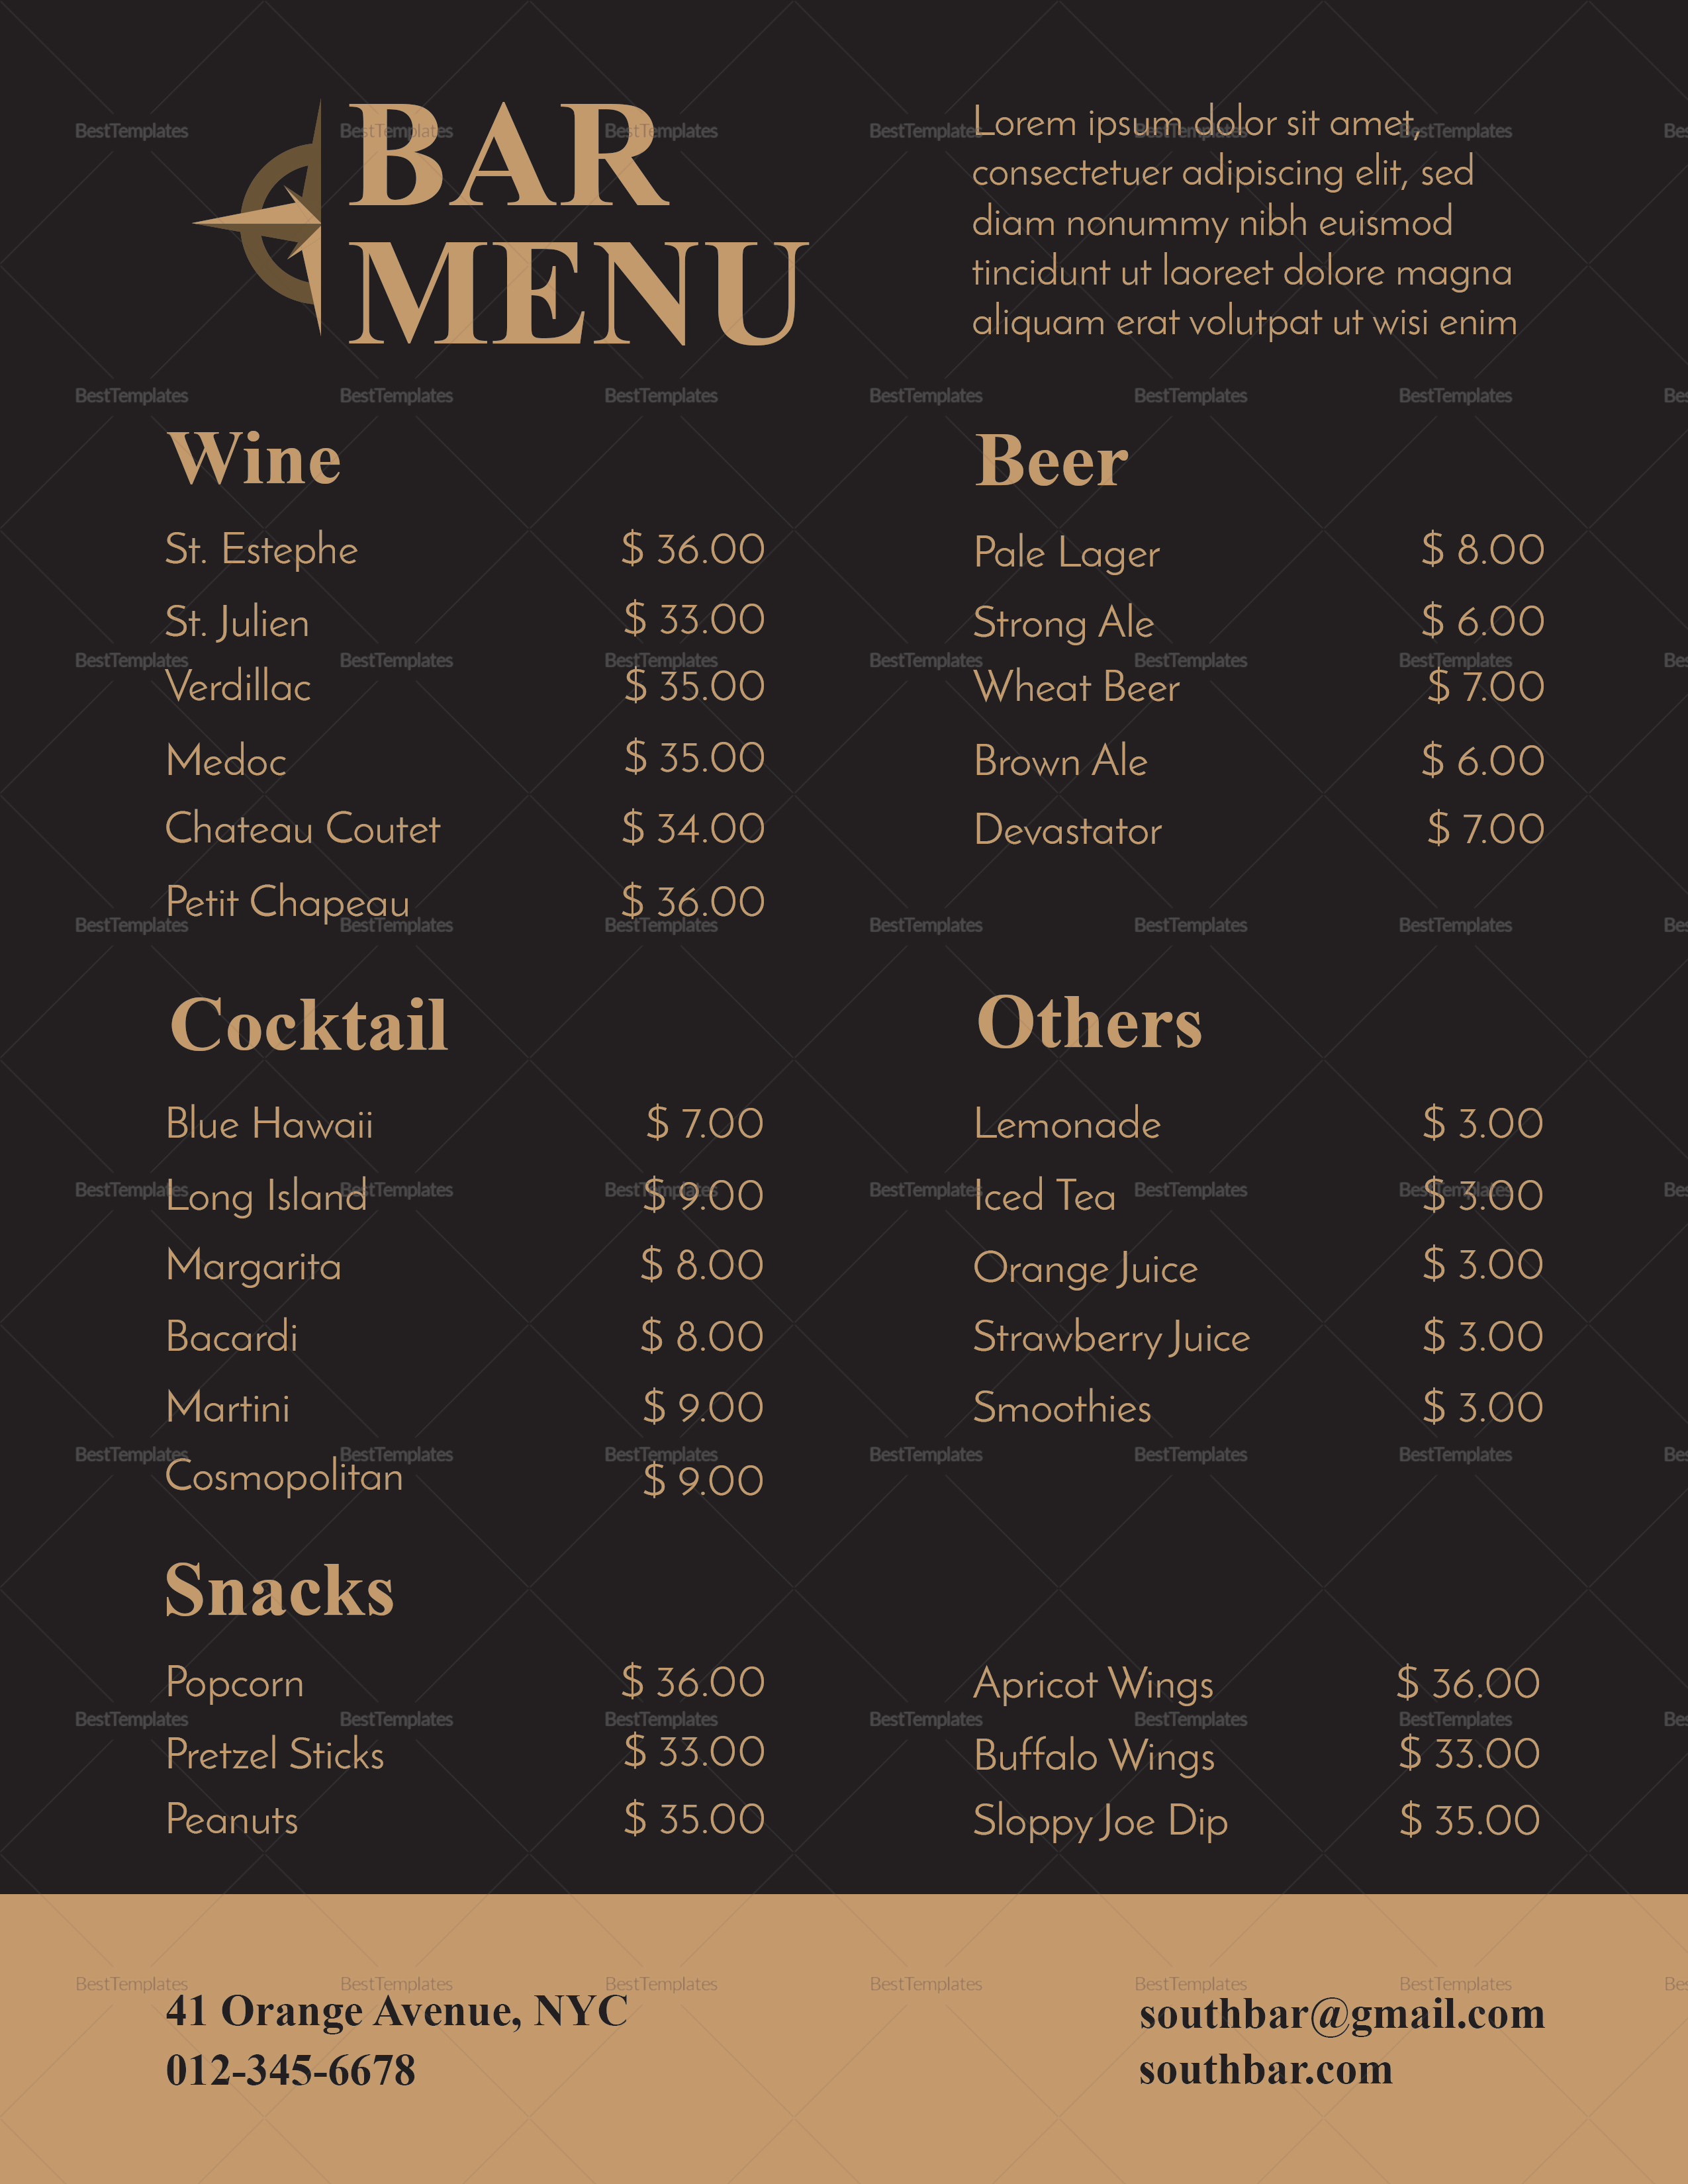 BAR
MENU
Lorem ipsum dolor sit amet,
consectetuer adipiscing elit, sed
diam nonummy nibh euismod
tincidunt ut laoreet dolore magna
aliquam erat volutpat ut wisi enim
Wine
St. Estephe $ 36.00
St. Julien $ 33.00
Verdillac $ 35.00
Medoc $ 35.00
Chateau Coutet $ 34.00
Petit Chapeau $ 36.00
Beer
Pale Lager $ 8.00
Strong Ale $ 6.00
Wheat Beer $ 7.00
Brown Ale $ 6.00
Devastator $ 7.00
Cocktail
Blue Hawaii $ 7.00
Long Island $ 9.00
Margarita $ 8.00
Bacardi $ 8.00
Martini $ 9.00
Cosmopolitan $ 9.00
Others
Lemonade $ 3.00
Iced Tea $ 3.00
Orange Juice $ 3.00
Strawberry Juice $ 3.00
Smoothies $ 3.00
Snacks
Popcorn $ 36.00
Pretzel Sticks $ 33.00
Peanuts $ 35.00
Apricot Wings $ 36.00
Buffalo Wings $ 33.00
Sloppy Joe Dip $ 35.00
41 Orange Avenue, NYC
012-345-6678
southbar@gmail.com
southbar.com
BestTemplates